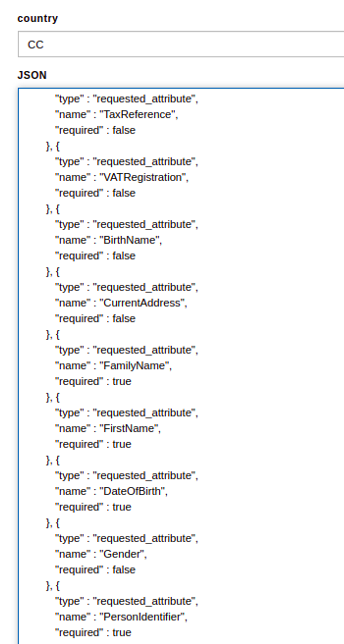 country
CC
JSON
"type" : "requested_attribute",
"name" : "TaxReference",
"required" : false
}, {
"type" : "requested_attribute",
"name" : "VATRegistration",
"required" : false
}, {
"type" : "requested_attribute",
"name" : "BirthName",
"required" : false
}, {
"type" : "requested_attribute",
"name" : "CurrentAddress",
"required" : false
}, {
"type" : "requested_attribute",
"name" : "FamilyName",
"required" : true
}, {
"type" : "requested_attribute",
"name" : "FirstName",
"required" : true
}, {
"type" : "requested_attribute",
"name" : "DateOfBirth",
"required" : true
}, {
"type" : "requested_attribute",
"name" : "Gender",
"required" : false
}, {
"type" : "requested_attribute",
"name" : "PersonIdentifier",
"required" : true